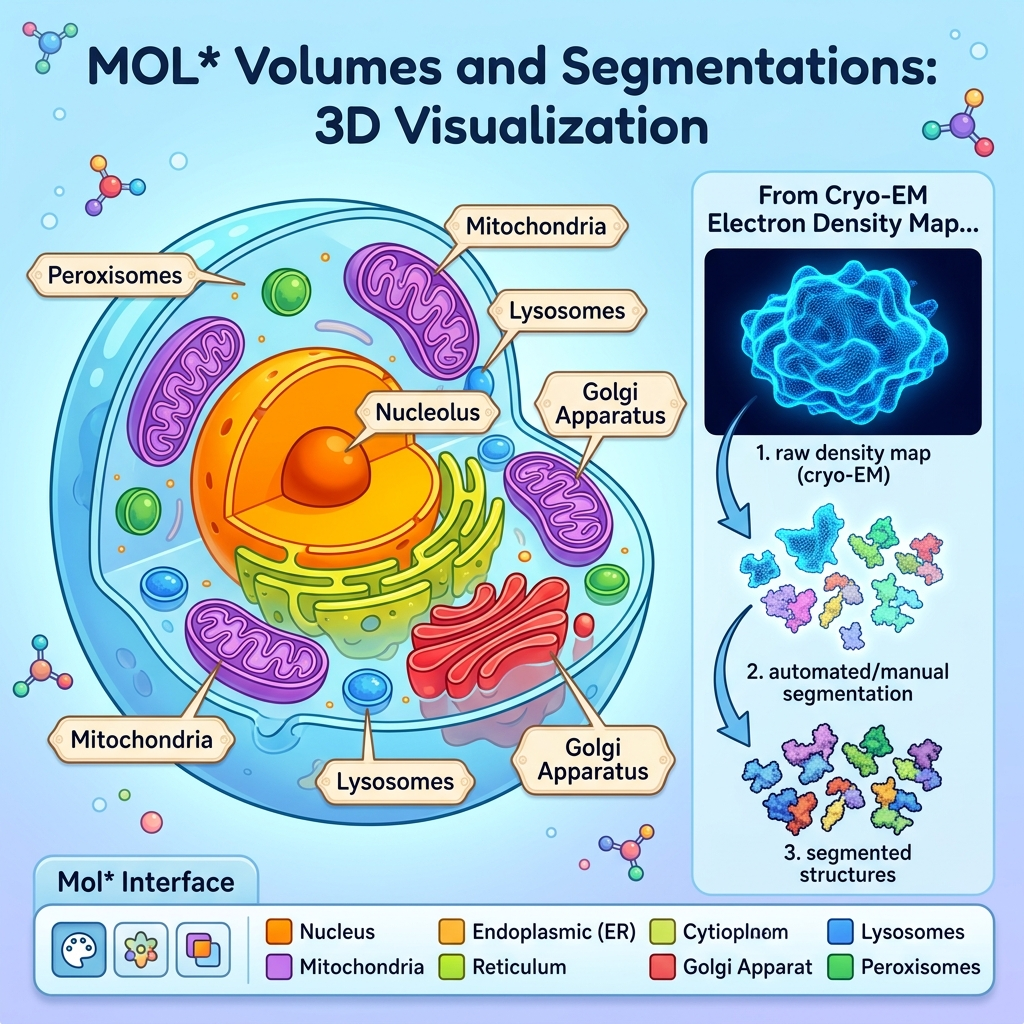 MOL* Volumes and Segmentations:
3D Visualization
Peroxisomes
Mitochondria
Lysosomes
Nucleolus
Golgi
Apparatus
Mitochondria
Lysosomes
Golgi
Apparatus
From Cryo-EM
Electron Density Map...
1. raw density map
(cryo-EM)
2. automated/manual
segmentation
3. segmented
structures
Mol* Interface
Nucleus
Endoplasmic (ER)
Lysosomes
Mitochondria
Reticulum
Golgi Apparat
Peroxisomes